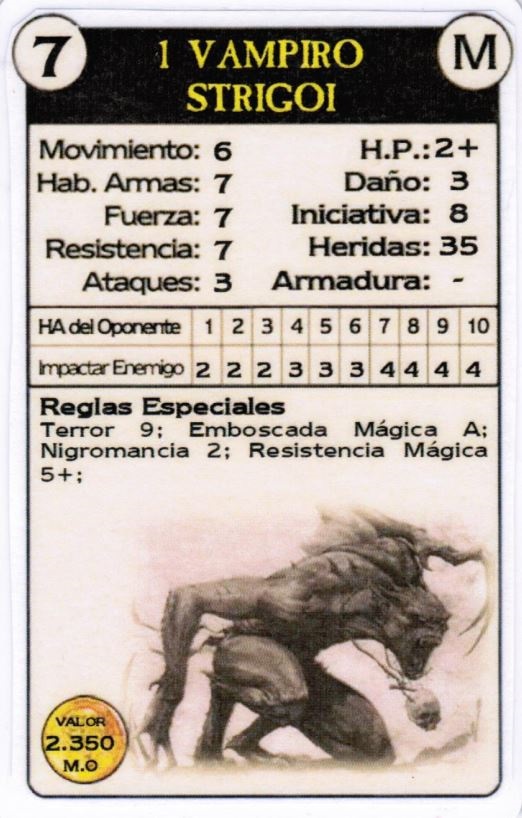 7
1 VAMPIRO
STRIGOI
M
Movimiento: 6 H.P.: 2+
Hab. Armas: 7 Daño: 3
Fuerza: 7 Iniciativa: 8
Resistencia: 7 Heridas: 35
Ataques: 3 Armadura: -
HA del Oponente 1 2 3 4 5 6 7 8 9 10
Impactar Enemigo 2 2 2 3 3 3 4 4 4 4
Reglas Especiales
Terror 9; Emboscada Mágica A;
Nigromancia 2; Resistencia Mágica
5+;
VALOR
2.350
M.O